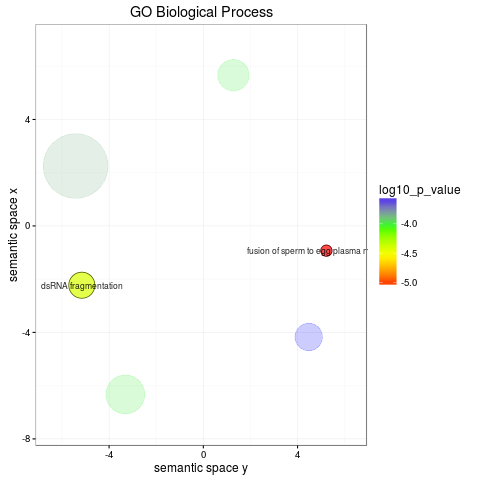 GO Biological Process
log10_p_value
-4.0
-4.5
-5.0
4
0
-4
-8
semantic space x
fusion of sperm to egg plasma
dsRNA fragmentation
-4
0
4
semantic space y